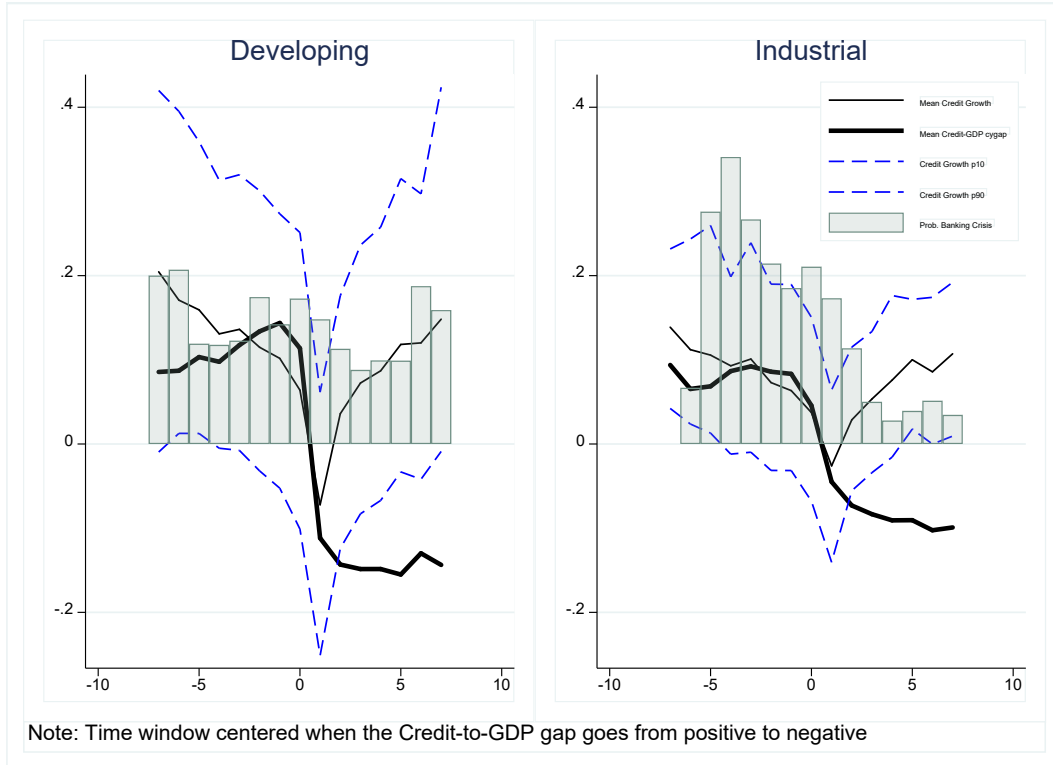 Developing
Industrial
.4
.2
0
-.2
-10
-5
0
5
10
.4
.2
0
-.2
-10
-5
0
5
10
Mean Credit Growth
Mean Credit-GDP cygap
Credit Growth p10
Credit Growth p90
Prob. Banking Crisis
Note: Time window centered when the Credit-to-GDP gap goes from positive to negative